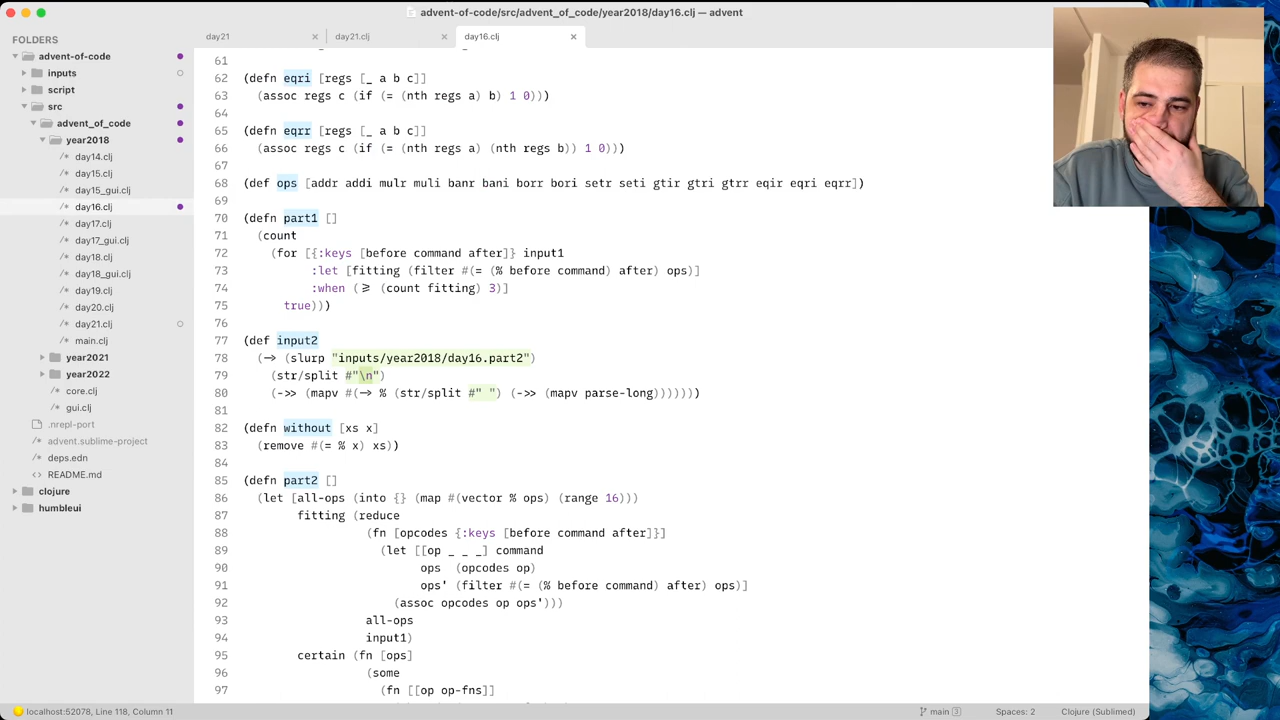 advent-of-code/src/advent_of_code/year2018/day16.clj — advent
FOLDERS
advent-of-code
inputs
script
src
advent_of_code
year2018
day14.clj
day15.clj
day15_gui.clj
day16.clj
day17.clj
day17_gui.clj
day18.clj
day18_gui.clj
day19.clj
day20.clj
day21.clj
main.clj
year2021
year2022
core.clj
gui.clj
.nrepl-port
advent.sublime-project
deps.edn
README.md
clojure
humbleui
day21
day21.clj
day16.clj
61
62 (defn eqri [regs [_ a b c]]
63 (assoc regs c (if (= (nth regs a) b) 1 0)))
64
65 (defn eqrr [regs [_ a b c]]
66 (assoc regs c (if (= (nth regs a) (nth regs b)) 1 0)))
67
68 (def ops [addr addi mulr muli banr bani borr bori setr seti gtir gtri gtrr eqir eqri eqrr])
69
70 (defn part1 []
71 (count
72 (for [{:keys [before command after]} input1
73 :let [fitting (filter #(= (% before command) after) ops)]
74 :when (≥ (count fitting) 3)]
75 true)))
76
77 (def input2
78 (-> (slurp "inputs/year2018/day16.part2")
79 (str/split #"\n")
80 (->> (mapv #(-> % (str/split #" ") (->> (mapv parse-long))))))
81
82 (defn without [xs x]
83 (remove #(= % x) xs))
84
85 (defn part2 []
86 (let [all-ops (into {} (map #(vector % ops) (range 16)))
87 fitting (reduce
88 (fn [opcodes {:keys [before command after]}]
89 (let [[op _ _ _] command
90 ops (opcodes op)
91 ops' (filter #(= (% before command) after) ops)]
92 (assoc opcodes op ops')))
93 all-ops
94 input1)
95 certain (fn [ops]
96 (some
97 (fn [[op op-fns]]
localhost:52078, Line 118, Column 11
main 3
Spaces: 2
Clojure (Sublimed)